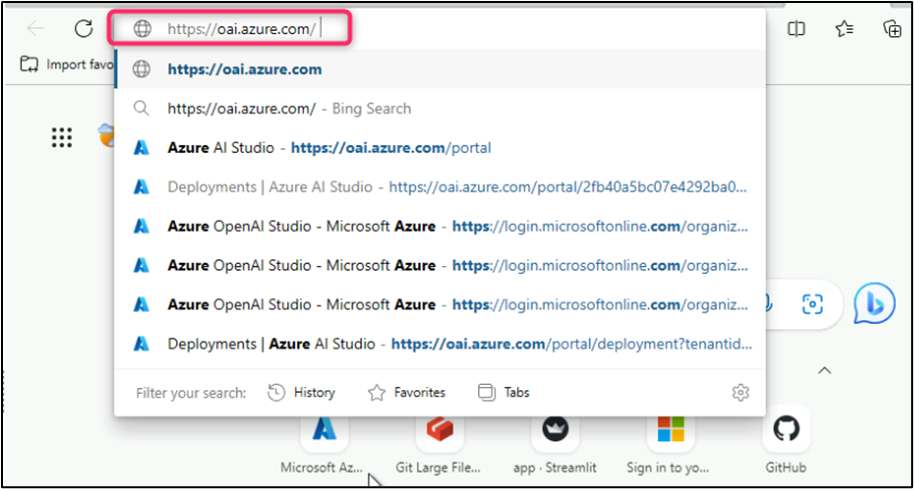 https://oai.azure.com/
Import favo
https://oai.azure.com
https://oai.azure.com/ - Bing Search
Azure AI Studio - https://oai.azure.com/portal
Deployments | Azure AI Studio - https://oai.azure.com/portal/2fb40a5bc07e4292ba0...
Azure OpenAI Studio - Microsoft Azure - https://login.microsoftonline.com/organiz...
Azure OpenAI Studio - Microsoft Azure - https://login.microsoftonline.com/organiz...
Azure OpenAI Studio - Microsoft Azure - https://login.microsoftonline.com/organiz...
Deployments | Azure AI Studio - https://oai.azure.com/portal/deployment?tenantid...
Filter your search: History Favorites Tabs
Microsoft Az... Git Large File... app · Streamlit Sign in to yo... GitHub